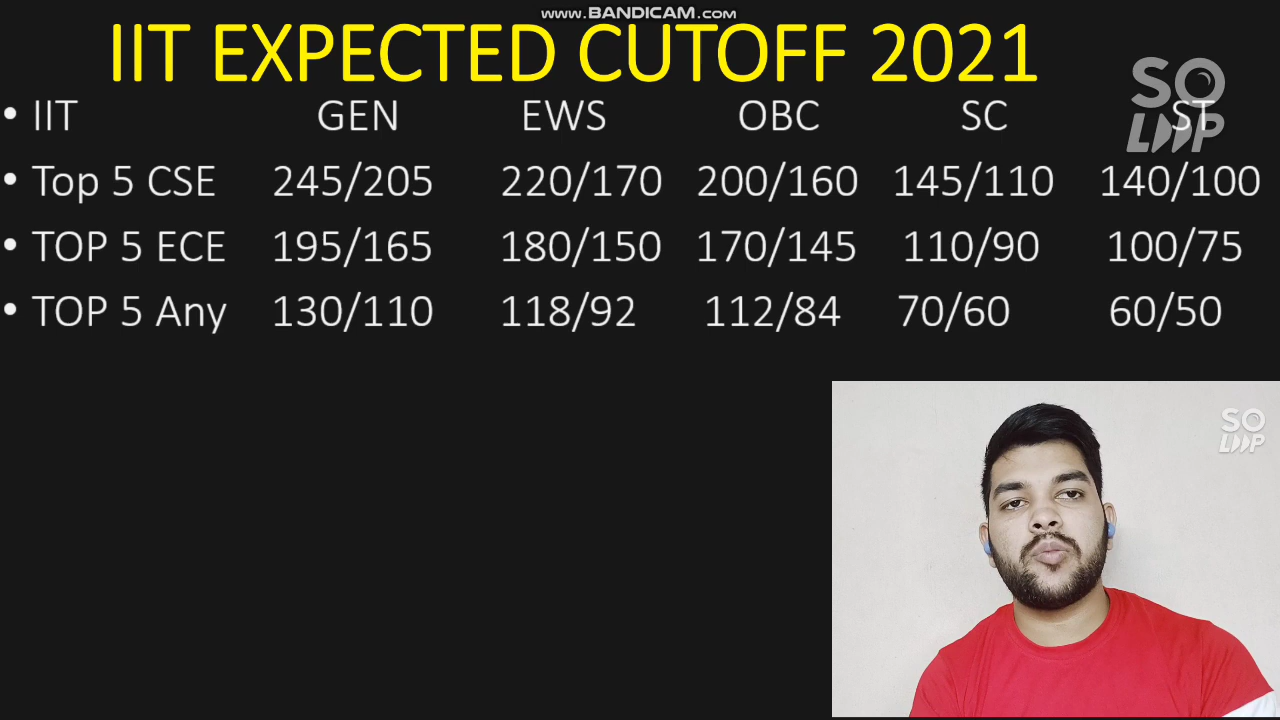 www.BANDICAM.com
IIT EXPECTED CUTOFF 2021
SO
LOOP
• IIT GEN EWS OBC SC ST
• Top 5 CSE 245/205 220/170 200/160 145/110 140/100
• TOP 5 ECE 195/165 180/150 170/145 110/90 100/75
• TOP 5 Any 130/110 118/92 112/84 70/60 60/50
SO
LOOP